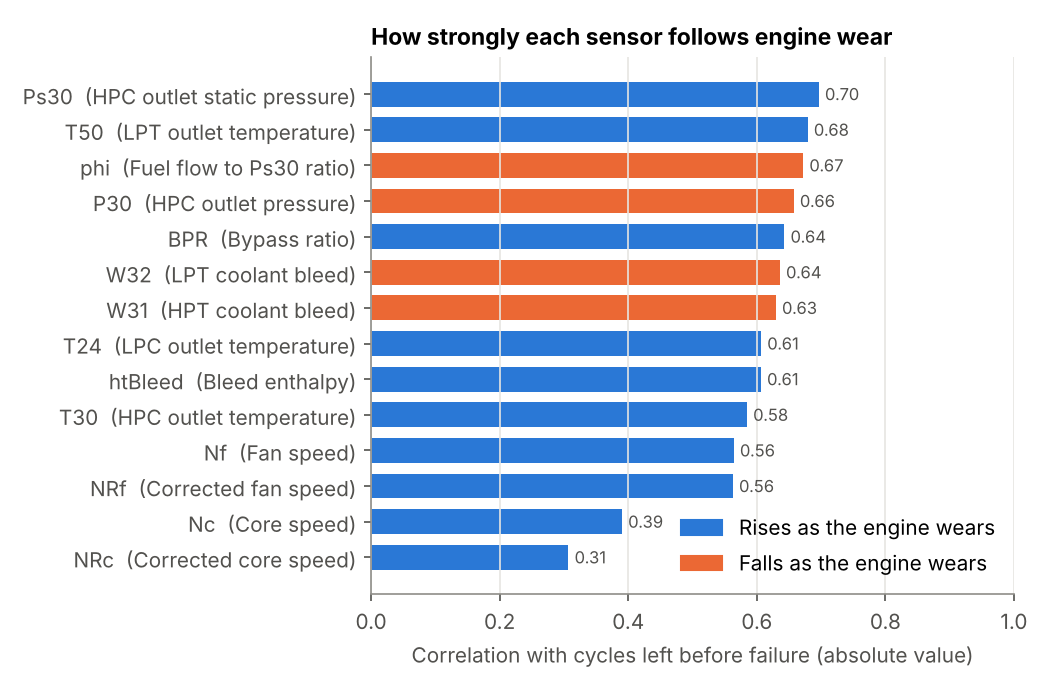 How strongly each sensor follows engine wear
Ps30 (HPC outlet static pressure) 0.70
T50 (LPT outlet temperature) 0.68
phi (Fuel flow to Ps30 ratio) 0.67
P30 (HPC outlet pressure) 0.66
BPR (Bypass ratio) 0.64
W32 (LPT coolant bleed) 0.64
W31 (HPT coolant bleed) 0.63
T24 (LPC outlet temperature) 0.61
htBleed (Bleed enthalpy) 0.61
T30 (HPC outlet temperature) 0.58
Nf (Fan speed) 0.56
NRf (Corrected fan speed) 0.56
Nc (Core speed) 0.39
NRc (Corrected core speed) 0.31
Rises as the engine wears
Falls as the engine wears
0.0 0.2 0.4 0.6 0.8 1.0
Correlation with cycles left before failure (absolute value)